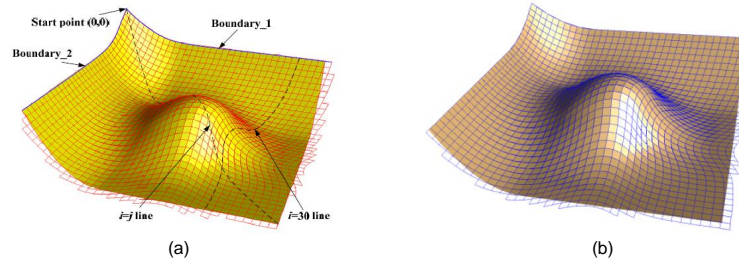 Start point (0,0)
Boundary_1
Boundary_2
i=j line
i=30 line
(a)
(b)